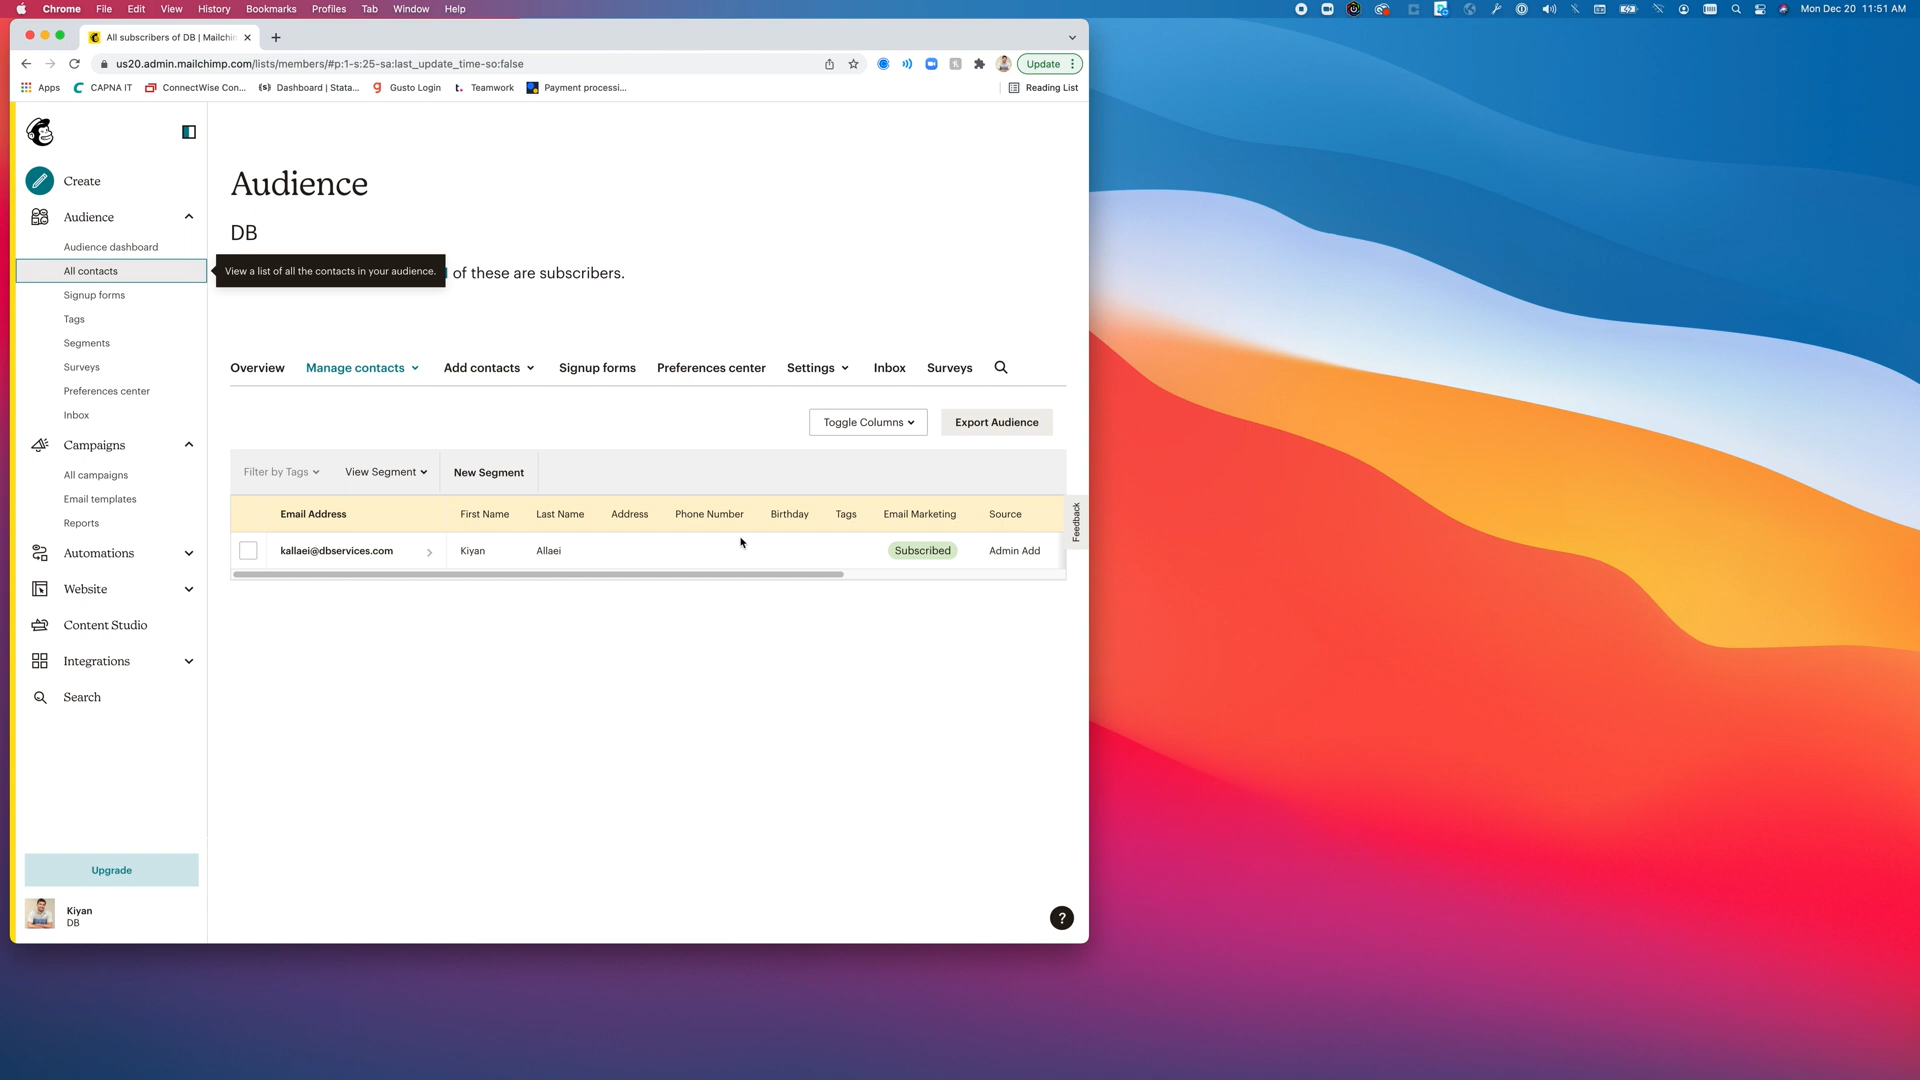 Chrome File Edit View History Bookmarks Profiles Tab Window Help
Mon Dec 20 11:51 AM
All subscribers of DB | Mailchim
us20.admin.mailchimp.com/lists/members/#p:1-s:25-sa:last_update_time-so:false
Update
Apps CAPNA IT ConnectWise Con... Dashboard | Stata... Gusto Login Teamwork Payment processi...
Reading List
Create
Audience
Audience dashboard
All contacts
Signup forms
Tags
Segments
Surveys
Preferences center
Inbox
Campaigns
All campaigns
Email templates
Reports
Automations
Website
Content Studio
Integrations
Search
Upgrade
Kiyan
DB
Audience
DB
View a list of all the contacts in your audience.
of these are subscribers.
Overview Manage contacts Add contacts Signup forms Preferences center Settings Inbox Surveys
Toggle Columns Export Audience
Filter by Tags View Segment New Segment
Email Address First Name Last Name Address Phone Number Birthday Tags Email Marketing Source
kallaei@dbservices.com Kiyan Allaei Subscribed Admin Add
Feedback
?